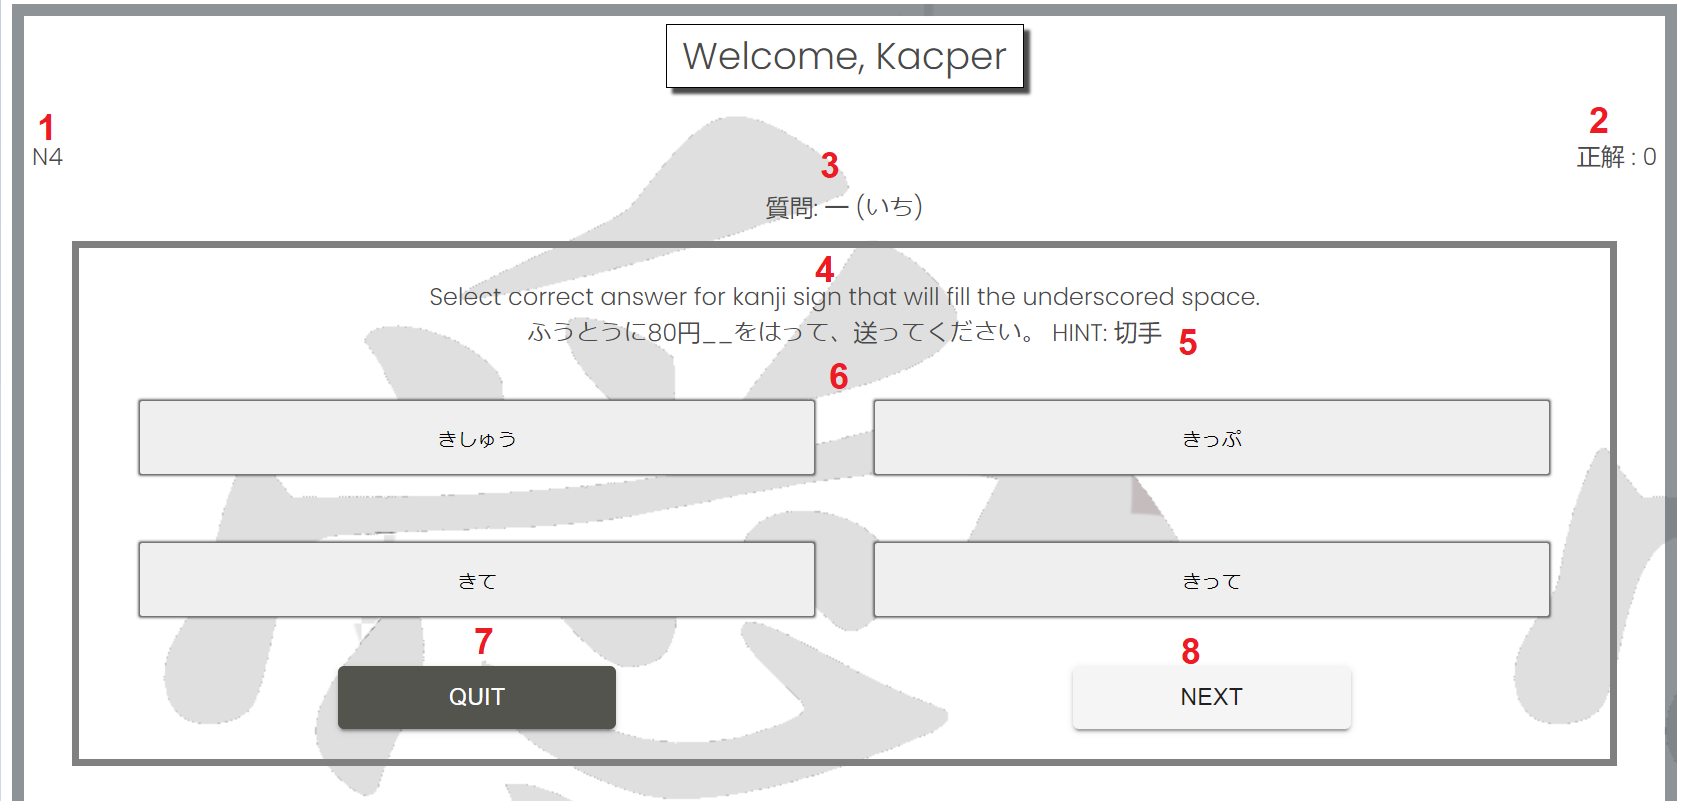 Welcome, Kacper
1
2
N4
正解 : 0
3
質問: 一 (いち)
4
Select correct answer for kanji sign that will fill the underscored space.
ふうとうに80円__をはって、送ってください。 HINT: 切手
5
6
きしゅう
きっぷ
きて
きって
7
8
QUIT
NEXT